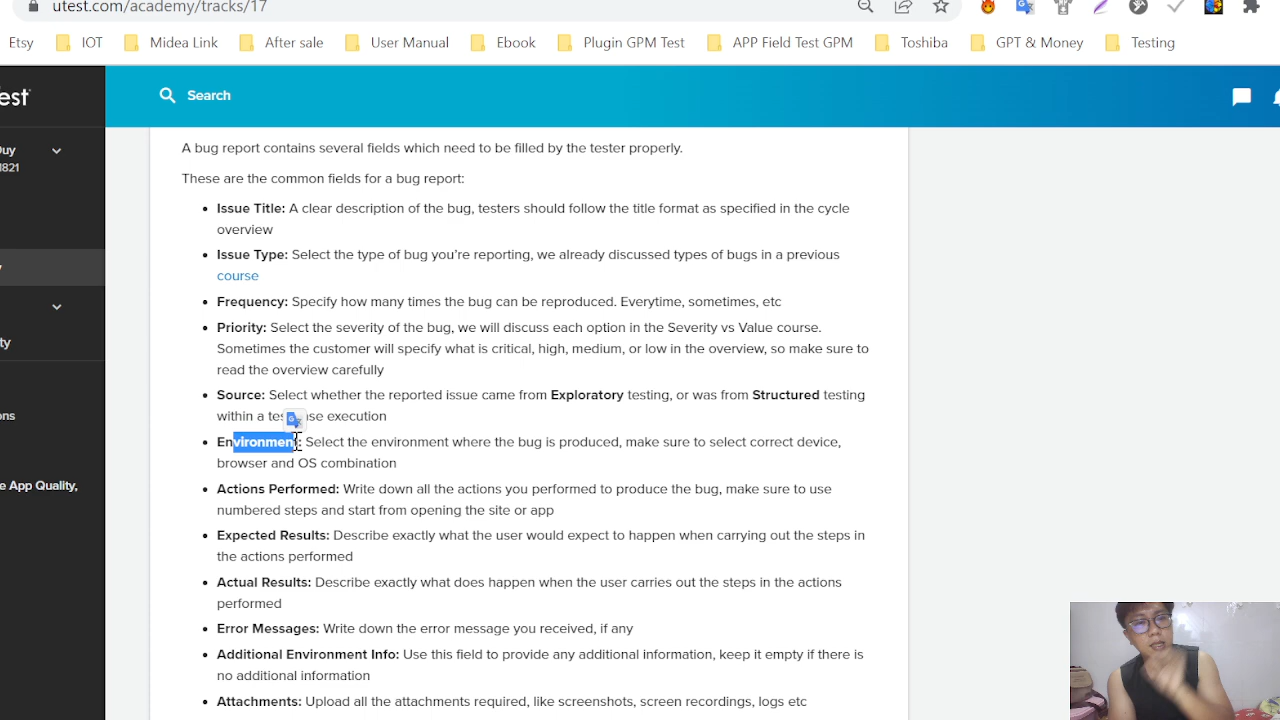 utest.com/academy/tracks/17
Etsy IOT Midea Link After sale User Manual Ebook Plugin GPM Test APP Field Test GPM Toshiba GPT & Money Testing
est
Search
uy
1821
A bug report contains several fields which need to be filled by the tester properly.
These are the common fields for a bug report:
Issue Title: A clear description of the bug, testers should follow the title format as specified in the cycle
overview
Issue Type: Select the type of bug you're reporting, we already discussed types of bugs in a previous
course
Frequency: Specify how many times the bug can be reproduced. Everytime, sometimes, etc
Priority: Select the severity of the bug, we will discuss each option in the Severity vs Value course.
Sometimes the customer will specify what is critical, high, medium, or low in the overview, so make sure to
read the overview carefully
ty
Source: Select whether the reported issue came from Exploratory testing, or was from Structured testing
within a tes se execution
ons
Environment: Select the environment where the bug is produced, make sure to select correct device,
browser and OS combination
e App Quality,
Actions Performed: Write down all the actions you performed to produce the bug, make sure to use
numbered steps and start from opening the site or app
Expected Results: Describe exactly what the user would expect to happen when carrying out the steps in
the actions performed
Actual Results: Describe exactly what does happen when the user carries out the steps in the actions
performed
Error Messages: Write down the error message you received, if any
Additional Environment Info: Use this field to provide any additional information, keep it empty if there is
no additional information
Attachments: Upload all the attachments required, like screenshots, screen recordings, logs etc